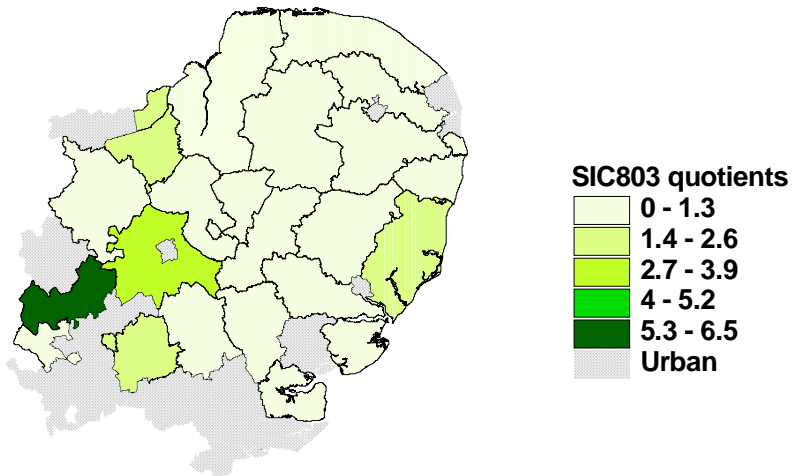 SIC803 quotients
0 - 1.3
1.4 - 2.6
2.7 - 3.9
4 - 5.2
5.3 - 6.5
Urban